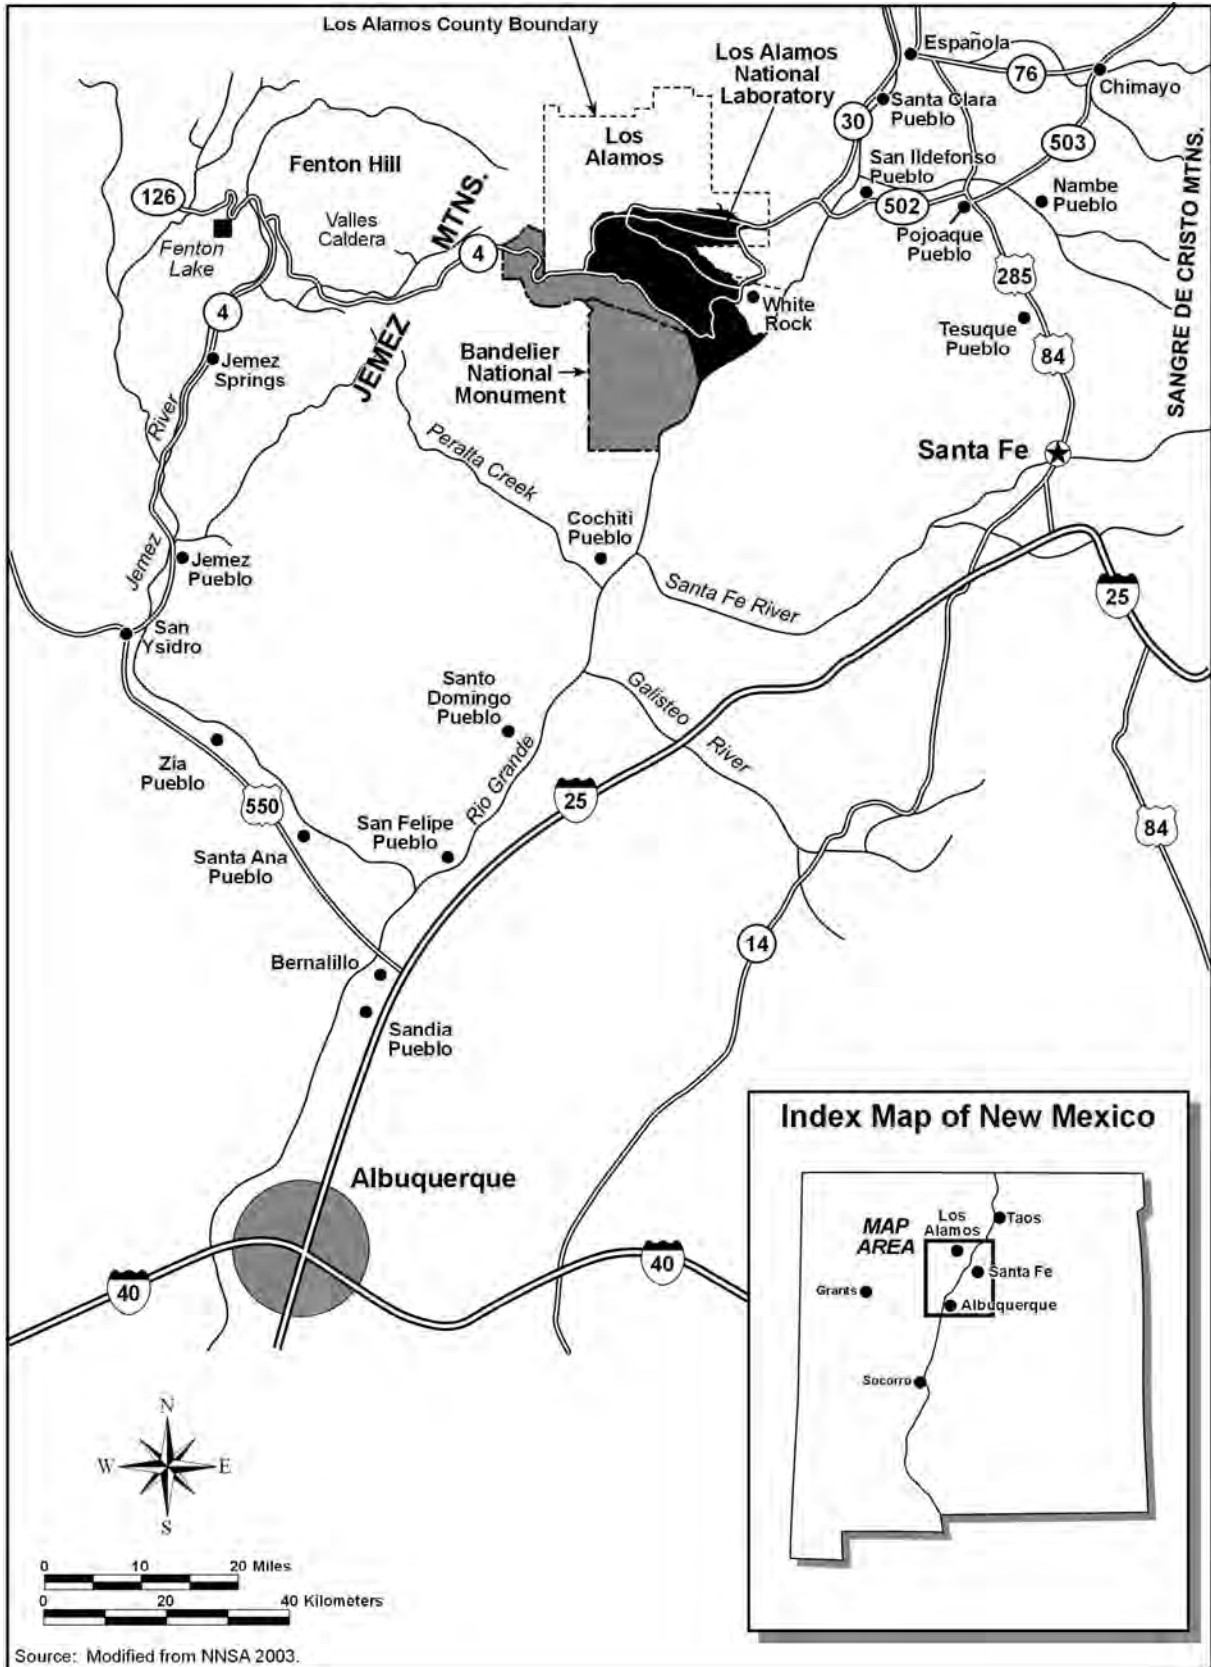 Los Alamos County Boundary
Los Alamos
National
Laboratory
Española
76
Chimayo
Santa Clara
Pueblo
30
Los
Alamos
503
San Ildefonso
Pueblo
Fenton Hill
126
MTNS.
Nambe
Pueblo
502
Valles
Caldera
Pojoaque
Pueblo
SANGRE DE CRISTO MTNS.
Fenton
Lake
4
285
4
White
Rock
Tesuque
Pueblo
84
Jemez
Springs
JEMEZ
Bandelier
National
Monument
River
Peralta Creek
Santa Fe
Cochiti
Pueblo
Jemez
Jemez
Pueblo
Santa Fe River
25
San
Ysidro
Santo
Domingo
Pueblo
Galisteo
River
Zia
Pueblo
Rio Grande
25
550
San Felipe
Pueblo
84
Santa Ana
Pueblo
14
Bernalillo
Sandia
Pueblo
Albuquerque
40
40
Index Map of New Mexico
MAP
AREA
Los
Alamos
Taos
Santa Fe
Grants
Albuquerque
Socorro
N
W E
S
0 10 20 Miles
0 20 40 Kilometers
Source: Modified from NNSA 2003.